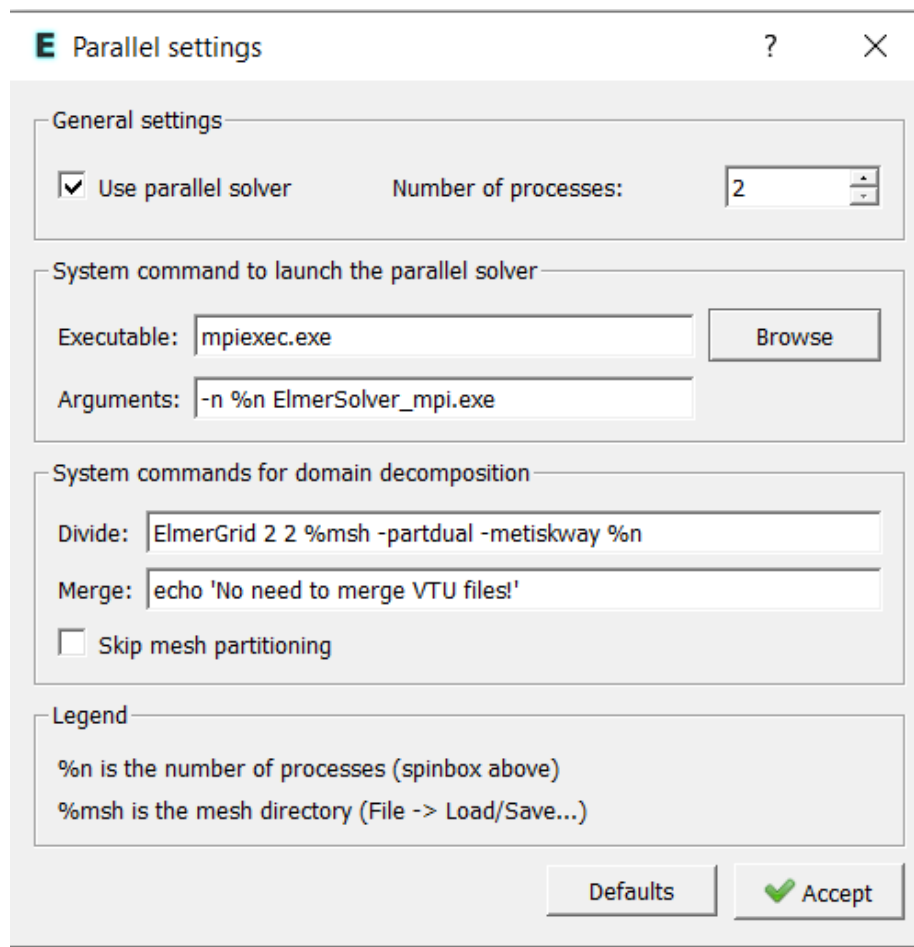 E Parallel settings ?
General settings
Use parallel solver Number of processes: 2
System command to launch the parallel solver
Executable: mpiexec.exe Browse
Arguments: -n %n ElmerSolver_mpi.exe
System commands for domain decomposition
Divide: ElmerGrid 2 2 %msh -partdual -metiskway %n
Merge: echo 'No need to merge VTU files!'
Skip mesh partitioning
Legend
%n is the number of processes (spinbox above)
%msh is the mesh directory (File -> Load/Save...)
Defaults Accept